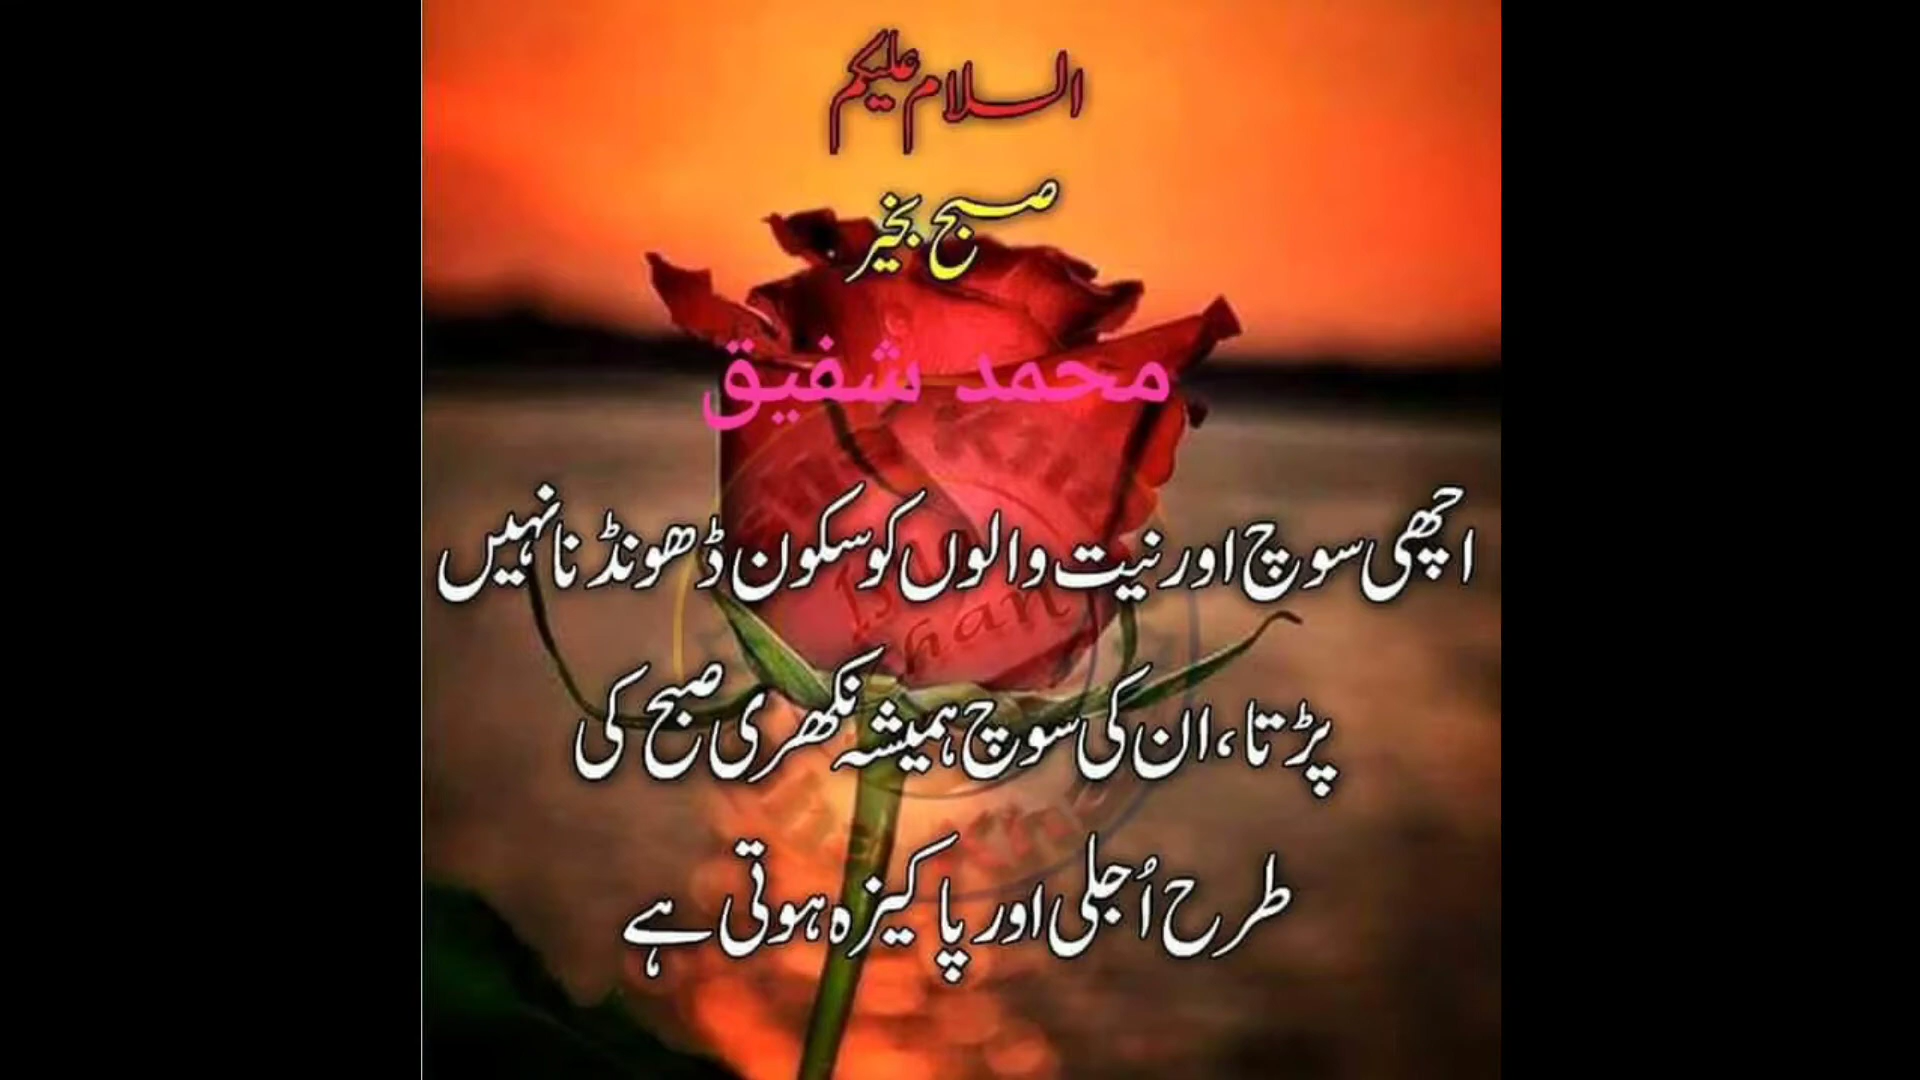 السلام علیکم
صبح بخیر
محمد شفیق
اچھی سوچ اور نیت والوں کو سکون ڈھونڈنا نہیں
پڑتا، ان کی سوچ ہمیشہ نکھری صبح کی
طرح اُجلی اور پاکیزہ ہوتی ہے